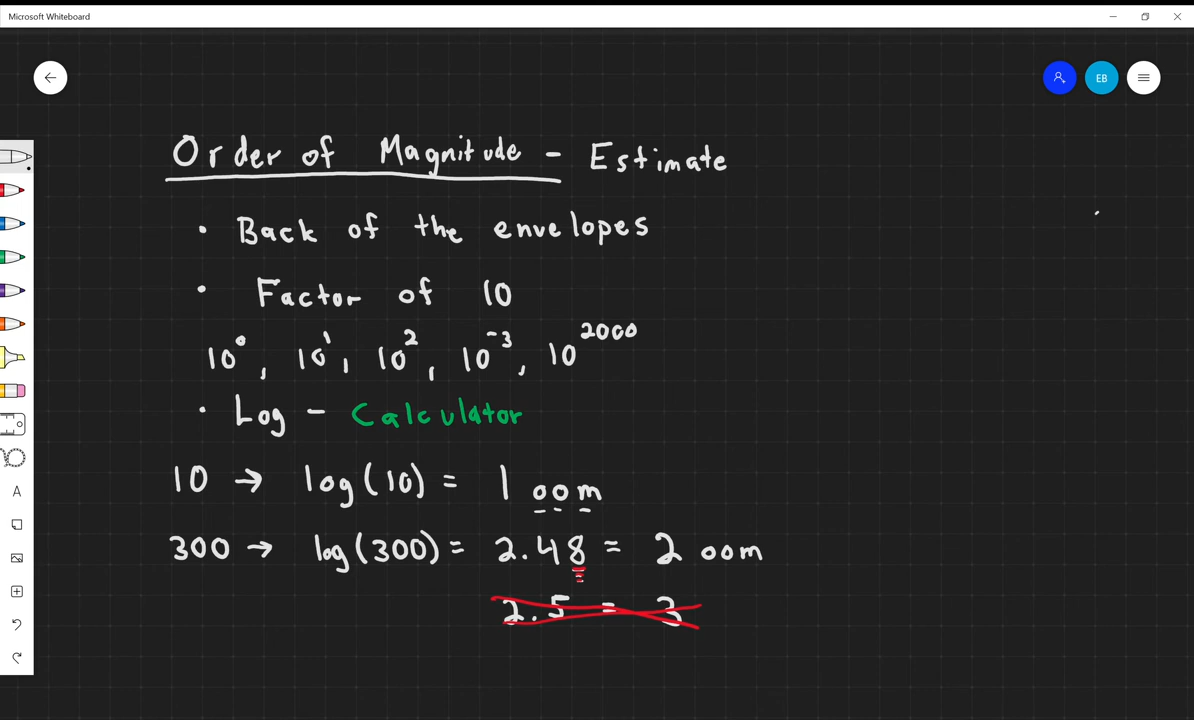 Microsoft Whiteboard
EB
Order of Magnitude - Estimate
• Back of the envelopes
• Factor of 10
10⁰, 10¹, 10², 10⁻³, 10²⁰⁰⁰
• Log - Calculator
10 → log(10) = 1 oom
300 → log(300) = 2.48 = 2 oom
2.5 = 3
A